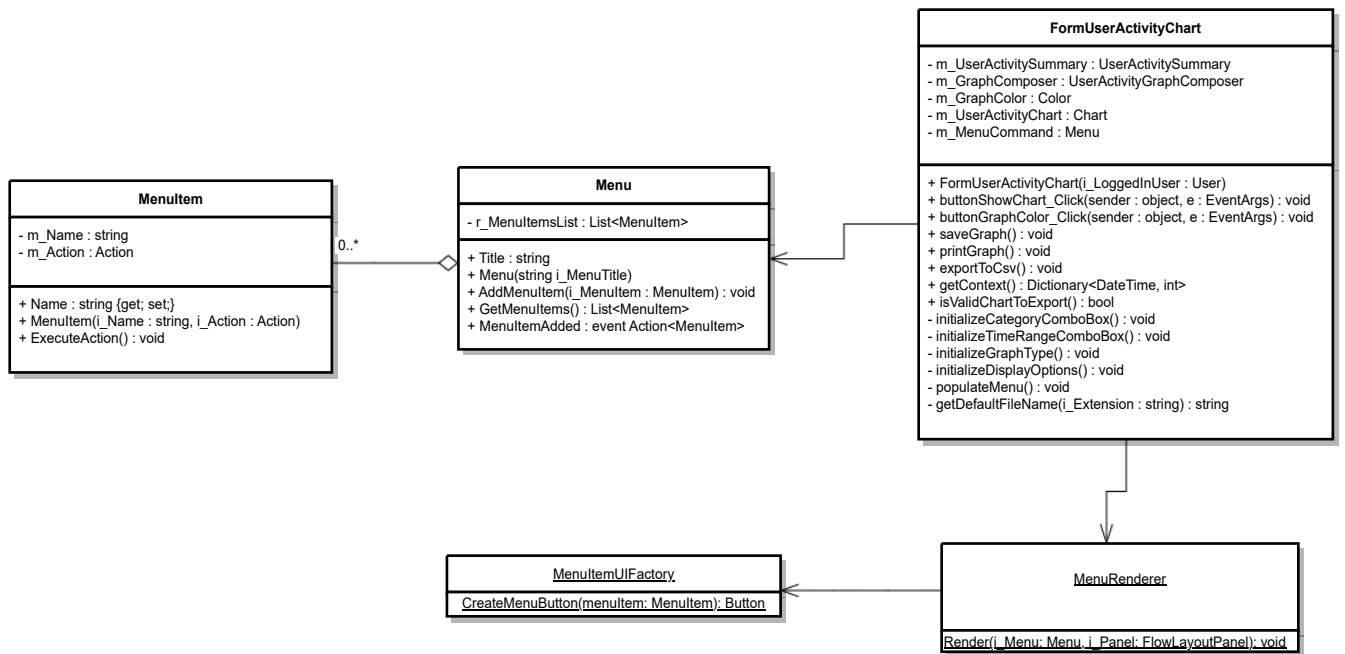 FormUserActivityChart
- m_UserActivitySummary : UserActivitySummary
- m_GraphComposer : UserActivityGraphComposer
- m_GraphColor : Color
- m_UserActivityChart : Chart
- m_MenuCommand : Menu
+ FormUserActivityChart(i_LoggedInUser : User)
+ buttonShowChart_Click(sender : object, e : EventArgs) : void
+ buttonGraphColor_Click(sender : object, e : EventArgs) : void
+ saveGraph() : void
+ printGraph() : void
+ exportToCsv() : void
+ getContext() : Dictionary<DateTime, int>
+ isValidChartToExport() : bool
- initializeCategoryComboBox() : void
- initializeTimeRangeComboBox() : void
- initializeGraphType() : void
- initializeDisplayOptions() : void
- populateMenu() : void
- getDefaultFileName(i_Extension : string) : string
MenuItem
- m_Name : string
- m_Action : Action
+ Name : string {get; set;}
+ MenuItem(i_Name : string, i_Action : Action)
+ ExecuteAction() : void
0..*
Menu
- r_MenuItemsList : List<MenuItem>
+ Title : string
+ Menu(string i_MenuTitle)
+ AddMenuItem(i_MenuItem : MenuItem) : void
+ GetMenuItems() : List<MenuItem>
+ MenuItemAdded : event Action<MenuItem>
MenuItemUIFactory
CreateMenuButton(menuItem: MenuItem): Button
MenuRenderer
Render(i_Menu: Menu, i_Panel: FlowLayoutPanel): void